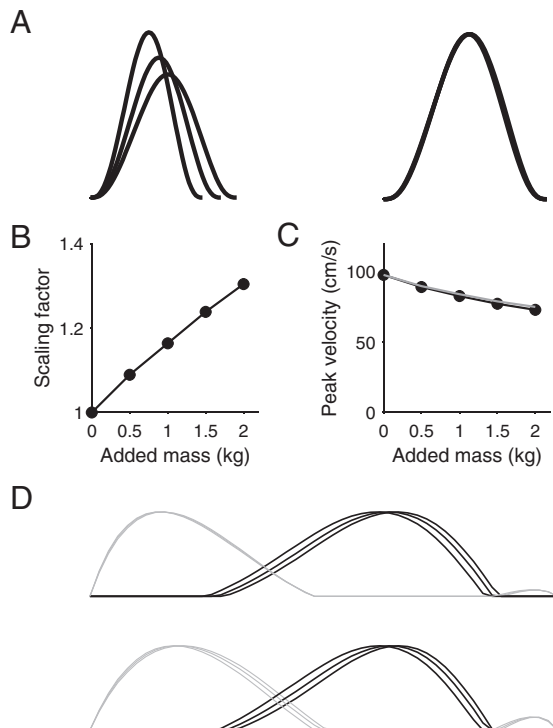 A
B
C
1.4
1.2
1
Scaling factor
0 0.5 1 1.5 2
Added mass (kg)
100
50
0
Peak velocity (cm/s)
0 0.5 1 1.5 2
Added mass (kg)
D